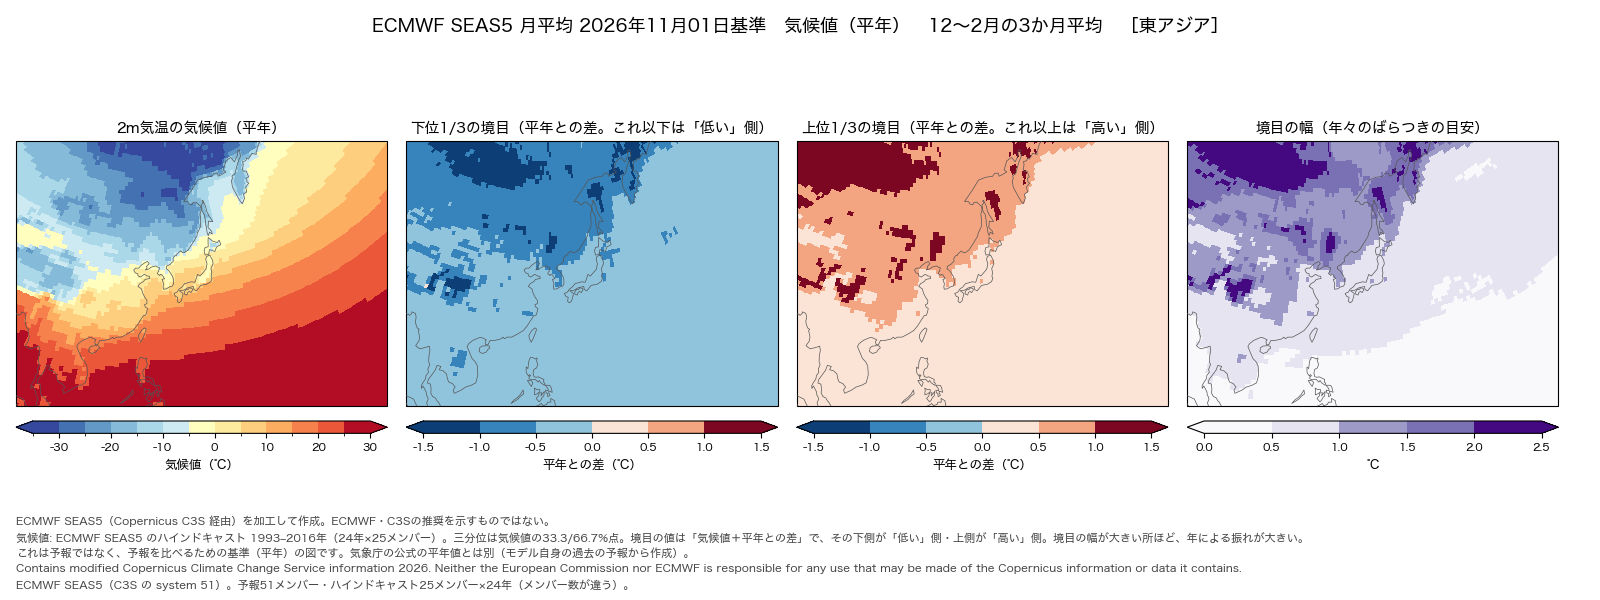 ECMWF SEAS5 月平均 2026年11月01日基準　気候値（平年）　12～2月の3か月平均　［東アジア］
2m気温の気候値（平年）
下位1/3の境目（平年との差。これ以下は「低い」側）
上位1/3の境目（平年との差。これ以上は「高い」側）
境目の幅（年々のばらつきの目安）
-30 -20 -10 0 10 20 30
気候値（℃）
-1.5 -1.0 -0.5 0.0 0.5 1.0 1.5
平年との差（℃）
-1.5 -1.0 -0.5 0.0 0.5 1.0 1.5
平年との差（℃）
0.0 0.5 1.0 1.5 2.0 2.5
℃
ECMWF SEAS5（Copernicus C3S 経由）を加工して作成。ECMWF・C3Sの推奨を示すものではない。
気候値: ECMWF SEAS5 のハインドキャスト 1993–2016年（24年×25メンバー）。三分位は気候値の33.3/66.7%点。境目の値は「気候値＋平年との差」で、その下側が「低い」側・上側が「高い」側。境目の幅が大きい所ほど、年による振れが大きい。
これは予報ではなく、予報を比べるための基準（平年）の図です。気象庁の公式の平年値とは別（モデル自身の過去の予報から作成）。
Contains modified Copernicus Climate Change Service information 2026. Neither the European Commission nor ECMWF is responsible for any use that may be made of the Copernicus information or data it contains.
ECMWF SEAS5（C3S の system 51）。予報51メンバー・ハインドキャスト25メンバー×24年（メンバー数が違う）。